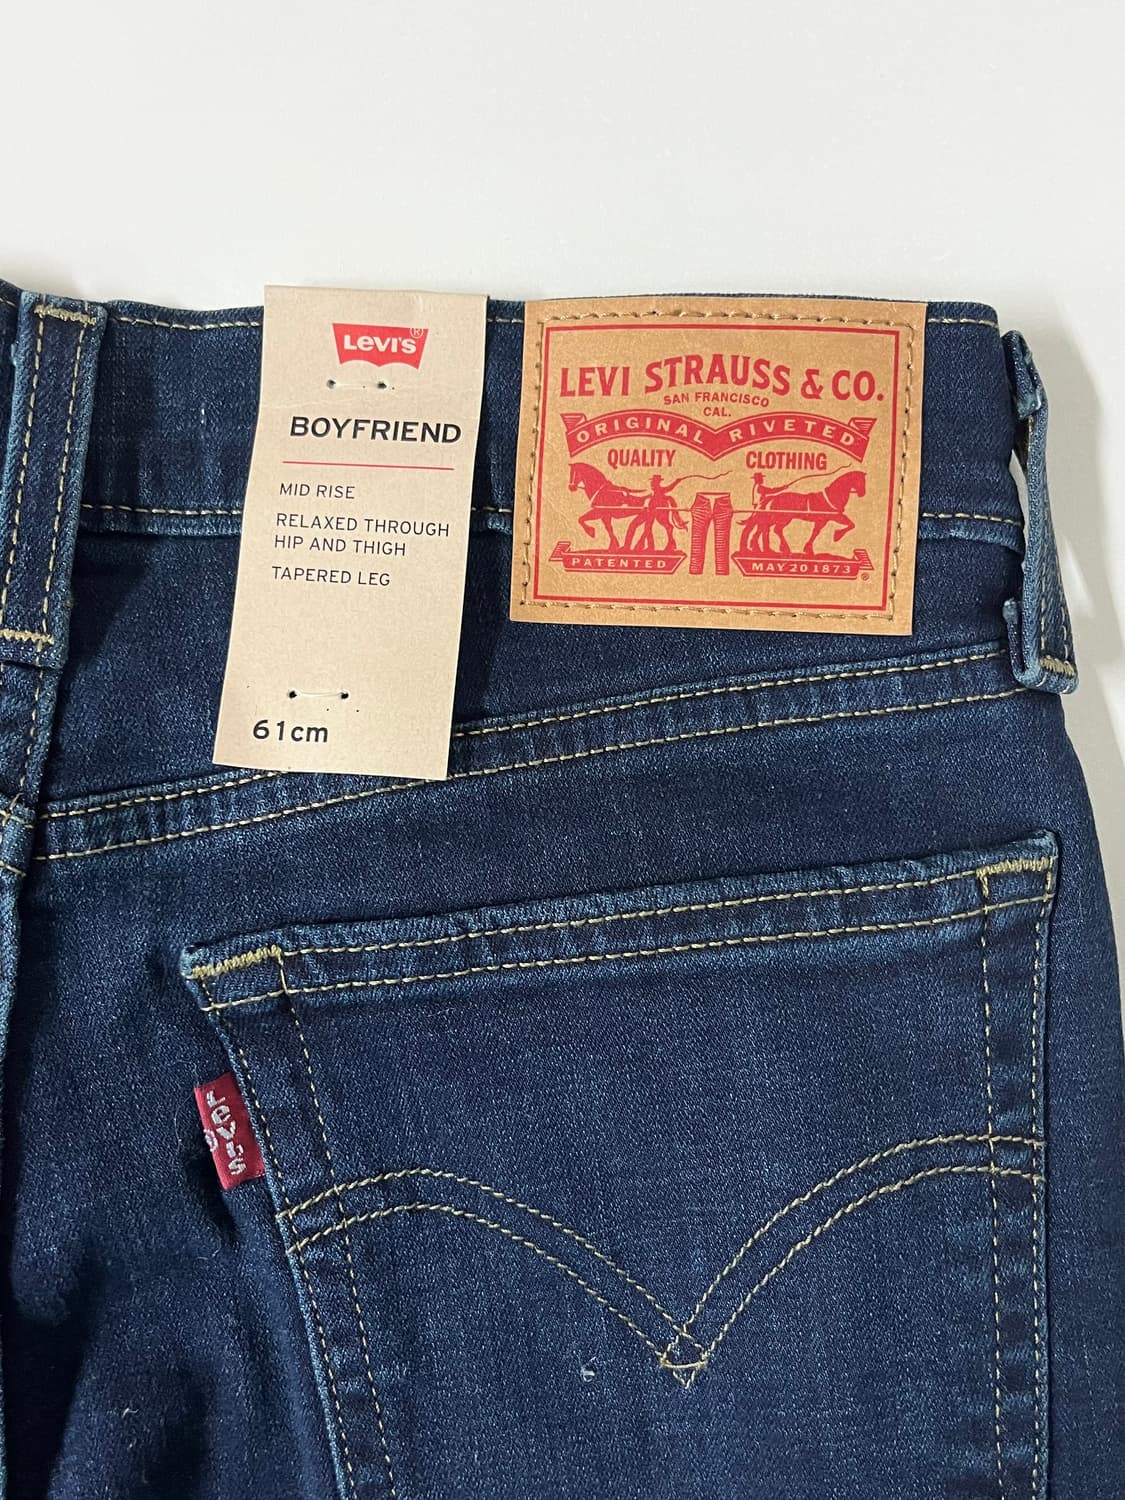 Levi's®
BOYFRIEND
MID RISE
RELAXED THROUGH
HIP AND THIGH
TAPERED LEG
61cm
LEVI STRAUSS & CO.
SAN FRANCISCO
CAL.
ORIGINAL RIVETED
QUALITY CLOTHING
PATENTED MAY 20 1873 ®
Levi's ®